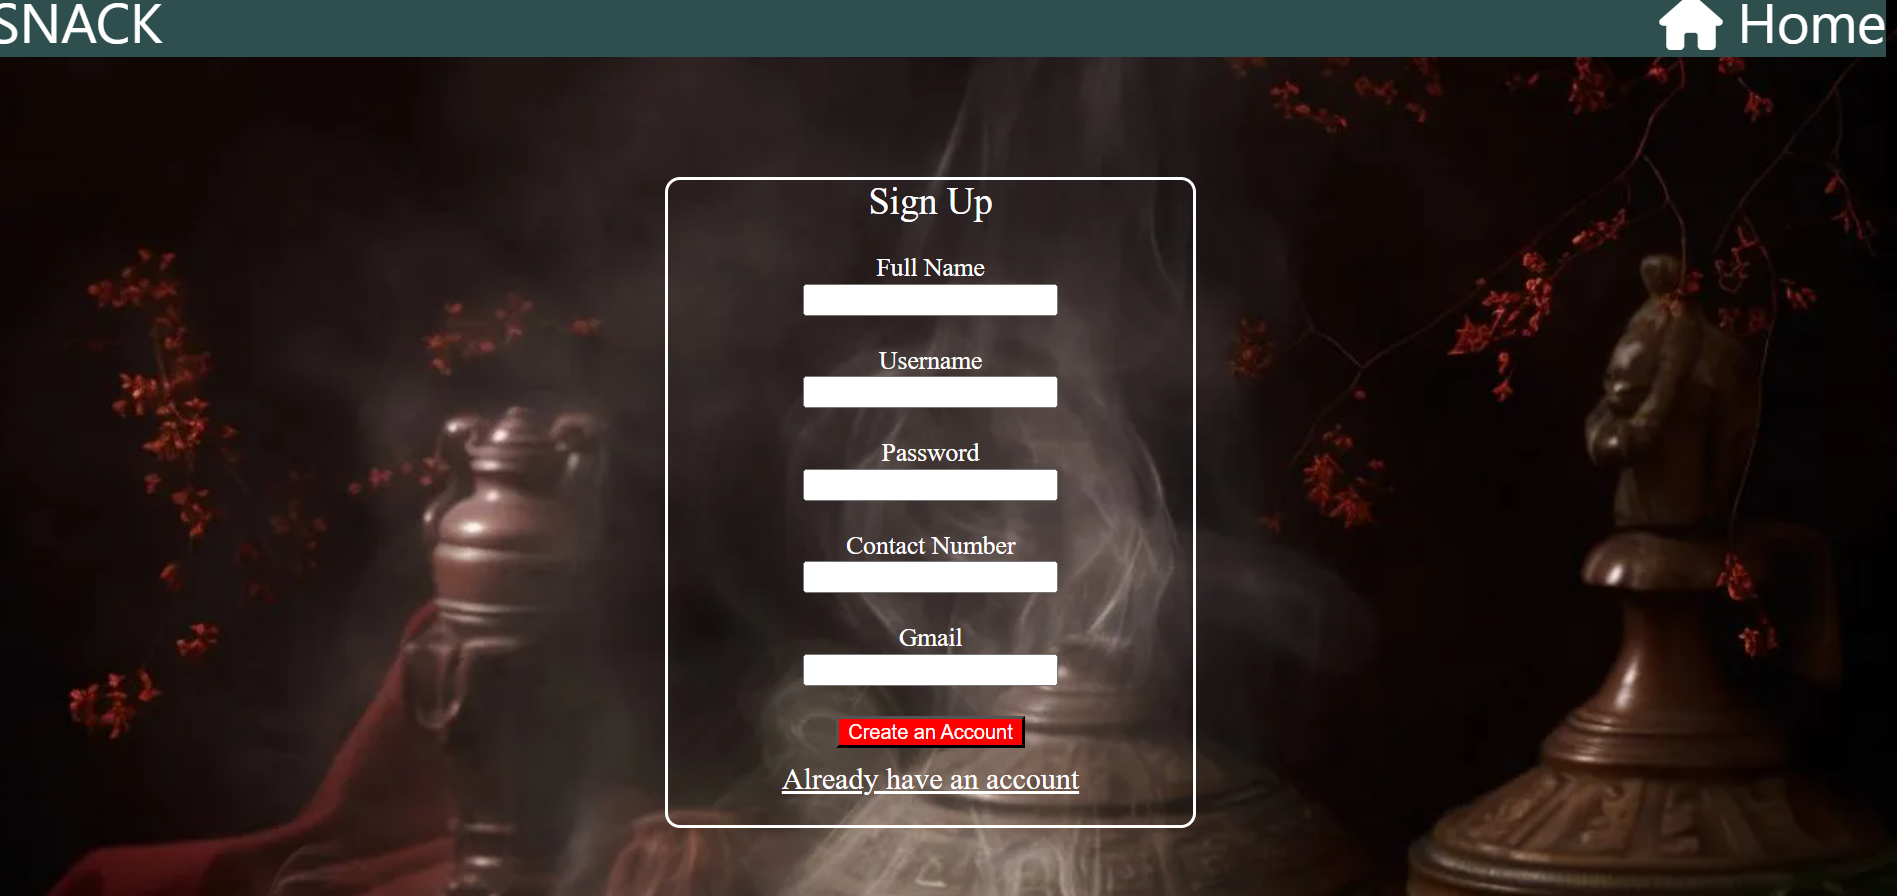 SNACK
Home
Sign Up
Full Name
Username
Password
Contact Number
Gmail
Create an Account
Already have an account